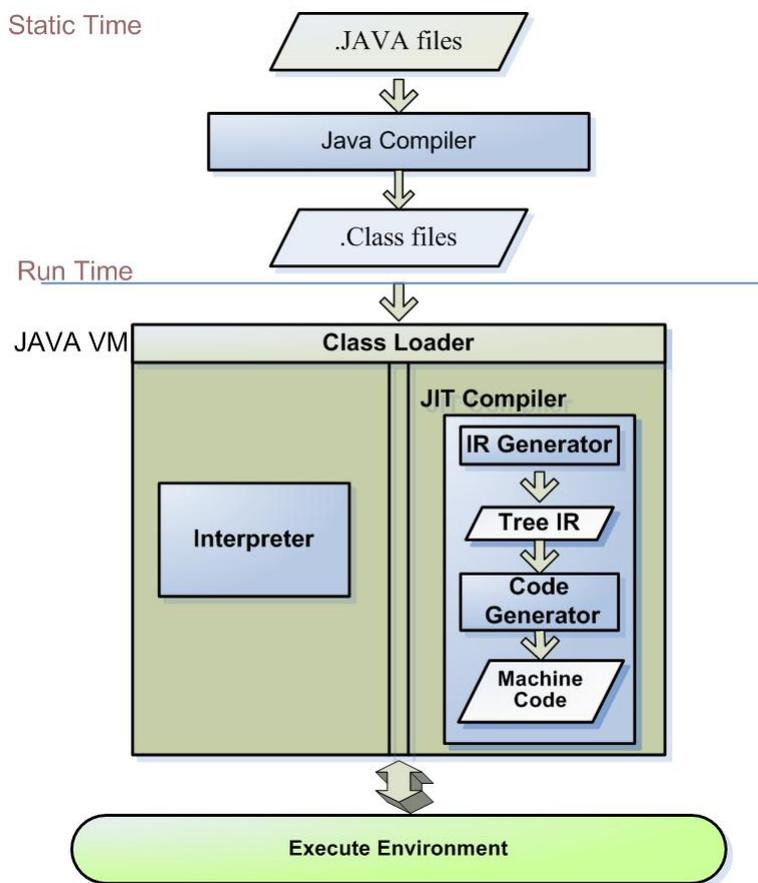 Static Time
.JAVA files
Java Compiler
.Class files
Run Time
JAVA VM
Class Loader
JIT Compiler
IR Generator
Tree IR
Interpreter
Code
Generator
Machine
Code
Execute Environment